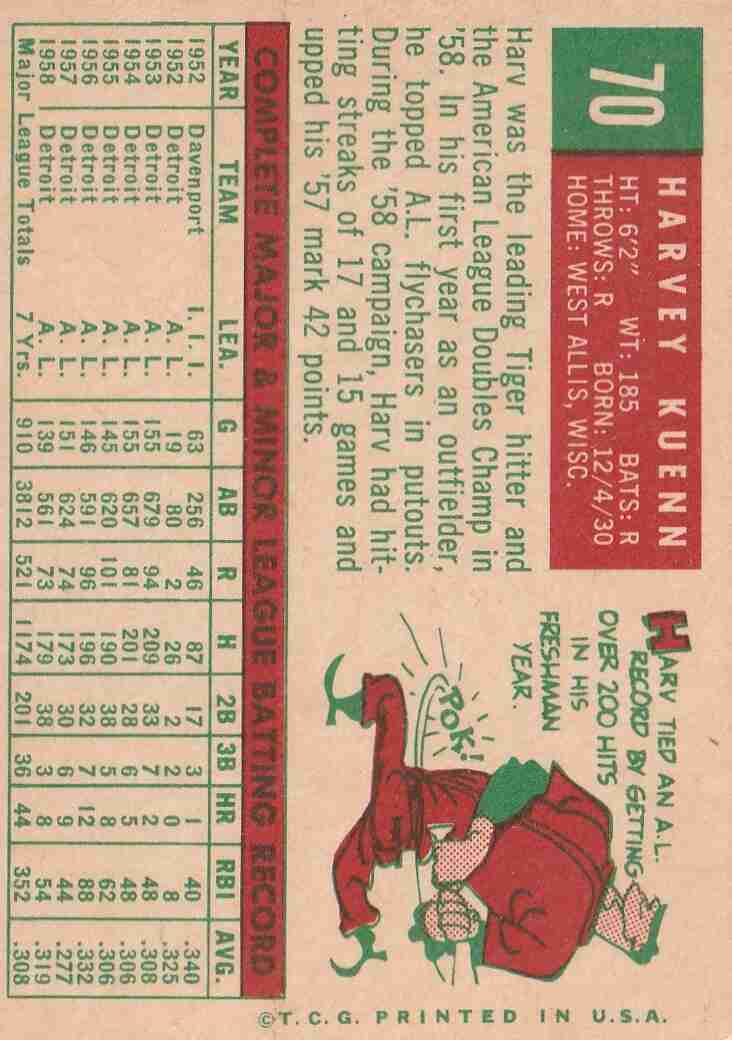 70
HARVEY KUENN
HT: 6'2" WT: 185 BATS: R
THROWS: R BORN: 12/4/30
HOME: WEST ALLIS, WISC.
Harv was the leading Tiger hitter and
the American League Doubles Champ in
'58. In his first year as an outfielder,
he topped A.L. flychasers in putouts.
During the '58 campaign, Harv had hit-
ting streaks of 17 and 15 games and
upped his '57 mark 42 points.
HARV TIED AN A.L.
RECORD BY GETTING
OVER 200 HITS
IN HIS
FRESHMAN
YEAR.
POK!
COMPLETE MAJOR & MINOR LEAGUE BATTING RECORD
YEAR TEAM LEA. G AB R H 2B 3B HR RBI AVG.
1952 Davenport I. I. I. 63 256 46 87 17 3 1 40 .340
1952 Detroit A. L. 19 80 2 26 2 2 0 8 .325
1953 Detroit A. L. 155 679 94 209 33 7 2 48 .308
1954 Detroit A. L. 155 657 81 201 28 6 5 48 .306
1955 Detroit A. L. 145 620 101 190 38 5 8 62 .306
1956 Detroit A. L. 146 591 96 196 32 7 12 88 .332
1957 Detroit A. L. 151 624 74 173 30 6 9 44 .277
1958 Detroit A. L. 139 561 73 179 38 3 8 54 .319
Major League Totals 7 Yrs. 910 3812 521 1174 201 36 44 352 .308
©T. C. G. PRINTED IN U.S.A.